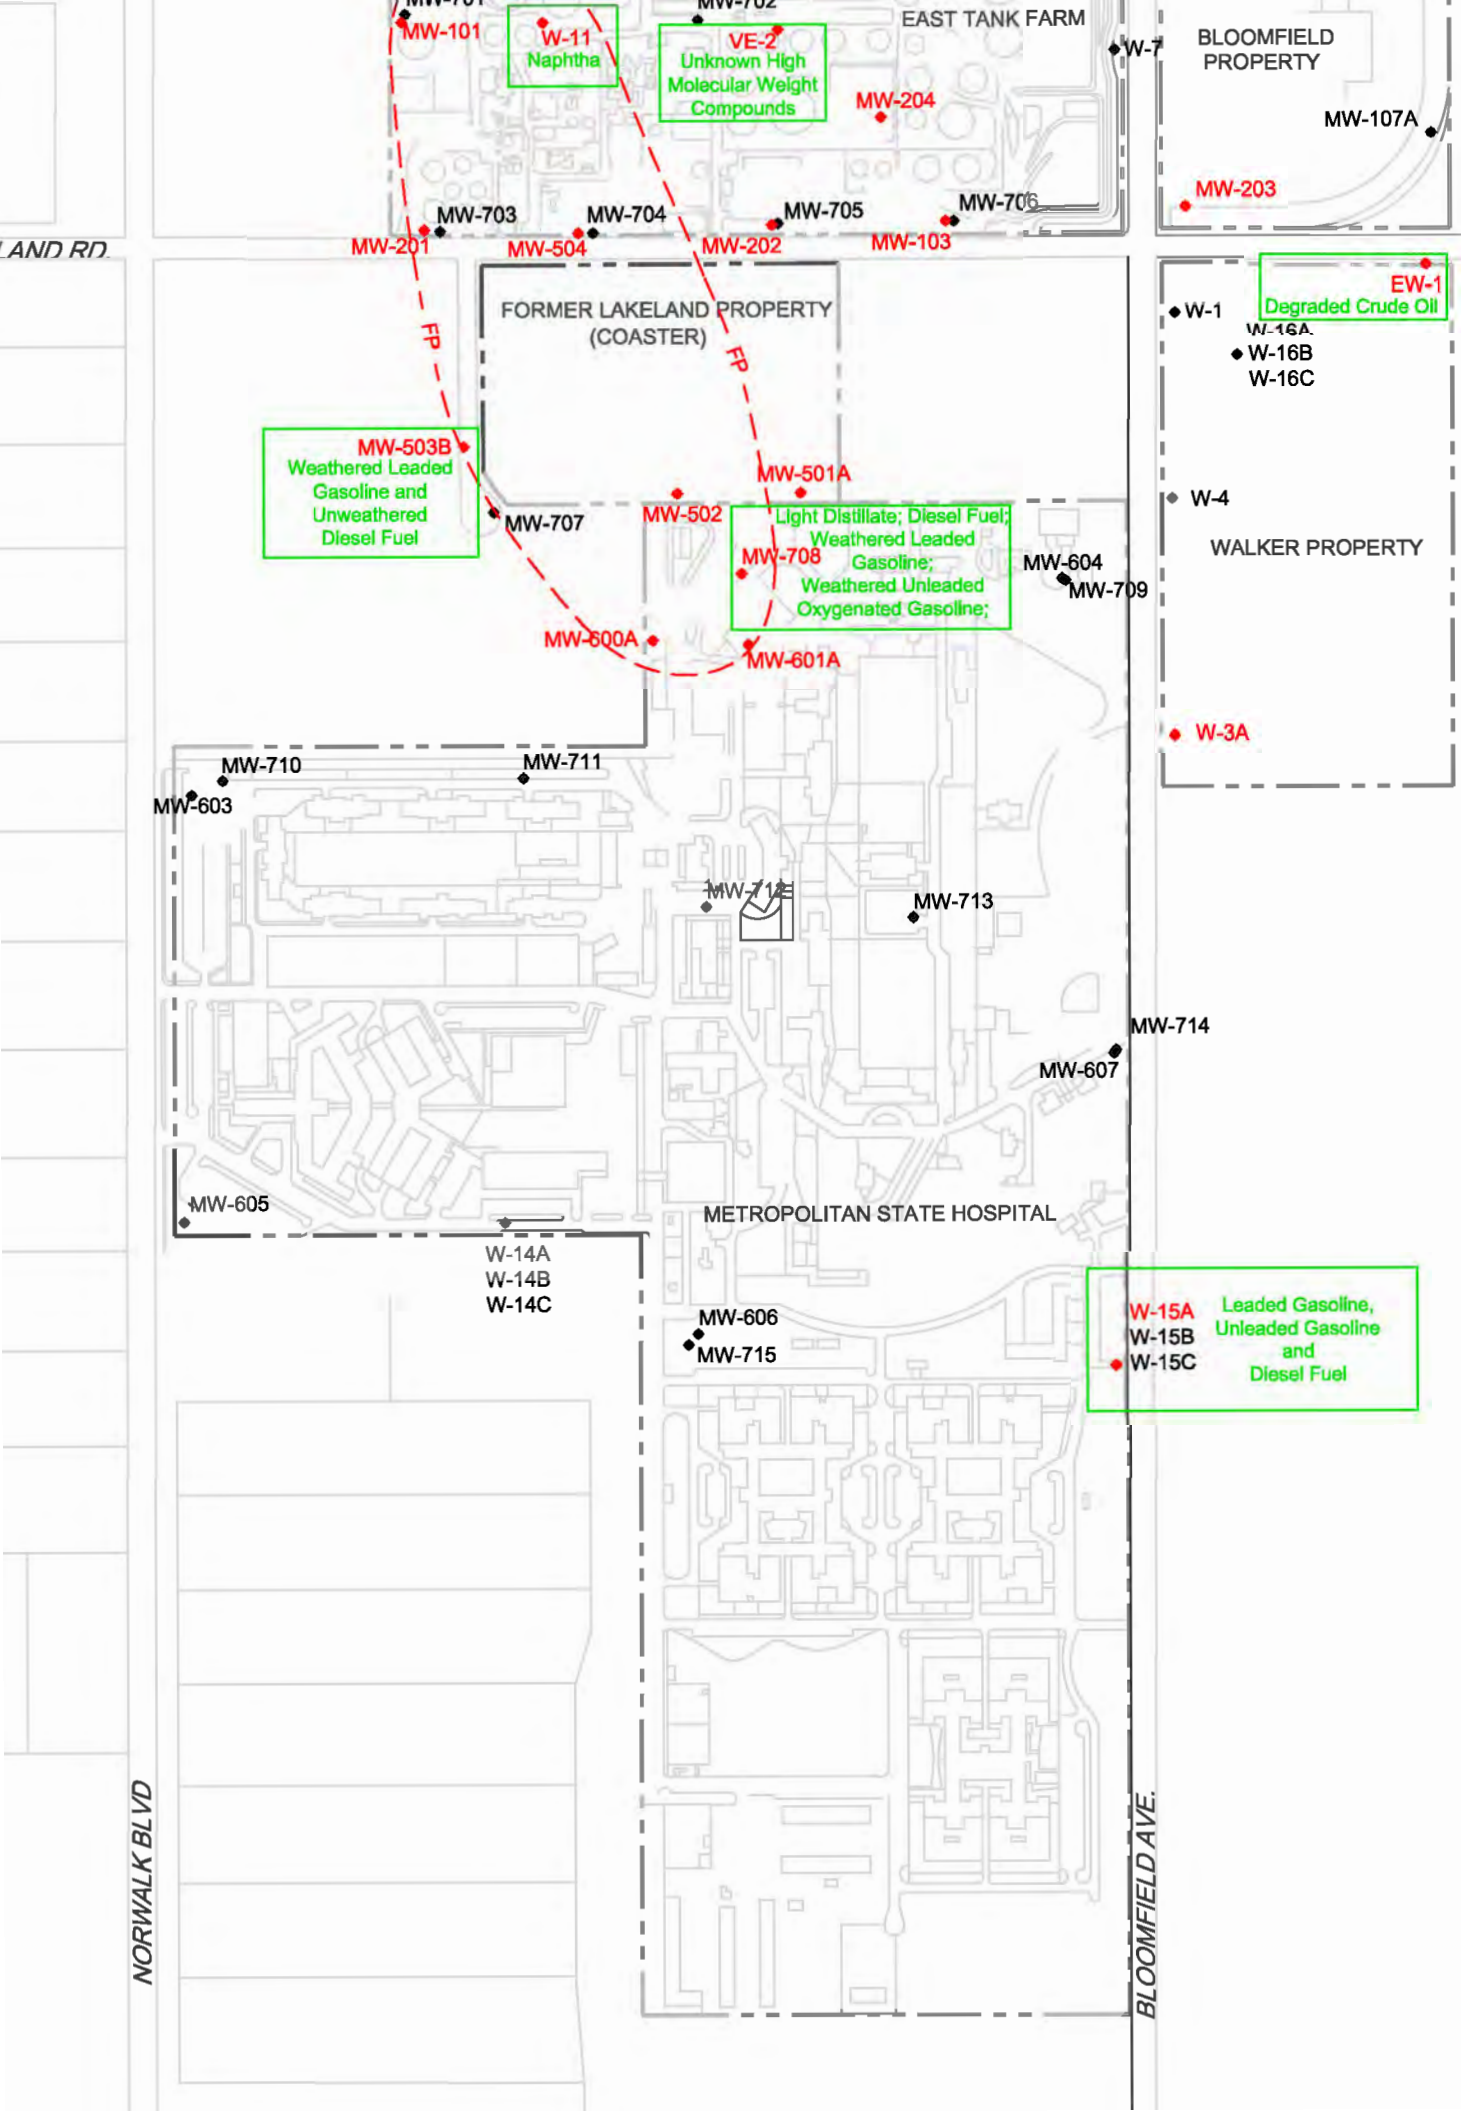 MW-701
MW-702
EAST TANK FARM
MW-101
W-11
Naphtha
VE-2
Unknown High
Molecular Weight
Compounds
W-7
BLOOMFIELD
PROPERTY
MW-204
MW-107A
MW-203
MW-703
MW-704
MW-705
MW-706
MW-201
MW-504
MW-202
MW-103
LAND RD.
EW-1
Degraded Crude Oil
FORMER LAKELAND PROPERTY
(COASTER)
W-1
W-16A
W-16B
W-16C
FP
FP
MW-503B
Weathered Leaded
Gasoline and
Unweathered
Diesel Fuel
MW-501A
MW-502
MW-707
W-4
Light Distillate; Diesel Fuel;
Weathered Leaded
Gasoline;
Weathered Unleaded
Oxygenated Gasoline;
MW-708
WALKER PROPERTY
MW-604
MW-709
MW-600A
MW-601A
W-3A
MW-710
MW-711
MW-603
MW-712
MW-713
MW-714
MW-607
MW-605
METROPOLITAN STATE HOSPITAL
W-14A
W-14B
W-14C
MW-606
MW-715
W-15A
W-15B
W-15C
Leaded Gasoline,
Unleaded Gasoline
and
Diesel Fuel
NORWALK BLVD
BLOOMFIELD AVE.